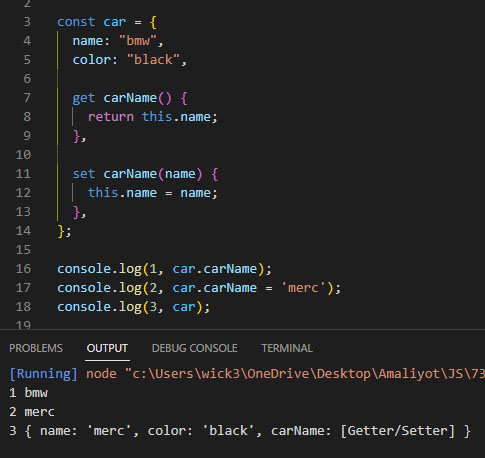 2
3 const car = {
4 name: "bmw",
5 color: "black",
6
7 get carName() {
8 return this.name;
9 },
10
11 set carName(name) {
12 this.name = name;
13 },
14 };
15
16 console.log(1, car.carName);
17 console.log(2, car.carName = 'merc');
18 console.log(3, car);
19
PROBLEMS OUTPUT DEBUG CONSOLE TERMINAL
[Running] node "c:\Users\wick3\OneDrive\Desktop\Amaliyot\JS\73
1 bmw
2 merc
3 { name: 'merc', color: 'black', carName: [Getter/Setter] }